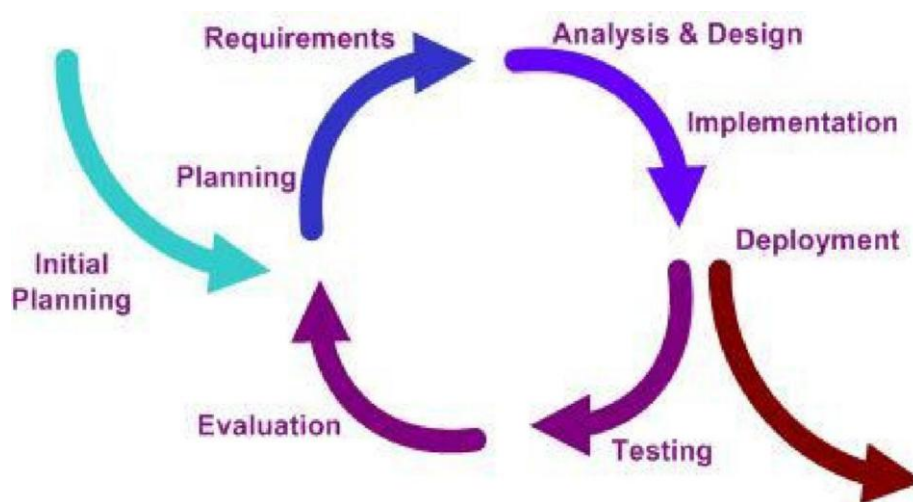 Requirements
Analysis & Design
Implementation
Planning
Deployment
Initial
Planning
Evaluation
Testing